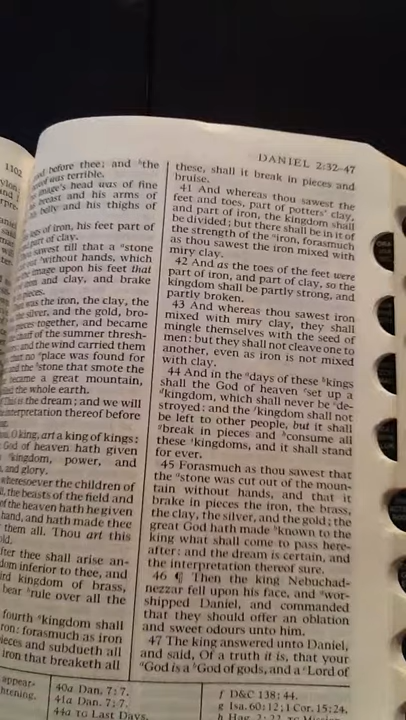 DANIEL 2:32–47
1102
before thee; and the
was terrible.
image's head was of fine
breast and his arms of
belly and his thighs of
legs of iron, his feet part of
part of clay.
sawest till that a stone
out without hands, which
the image upon his feet that
iron and clay, and brake
pieces.
was the iron, the clay, the
the silver, and the gold, bro-
pieces together, and became
chaff of the summer thresh-
and the wind carried them
that no place was found for
and the stone that smote the
became a great mountain,
filled the whole earth.
This is the dream; and we will
interpretation thereof before
O king, art a king of kings:
God of heaven hath given
kingdom, power, and
and glory.
wheresoever the children of
the beasts of the field and
of the heaven hath he given
hand, and hath made thee
them all. Thou art this
after thee shall arise an-
inferior to thee, and
kingdom of brass,
bear rule over all the
fourth kingdom shall
iron: forasmuch as iron
pieces and subdueth all
iron that breaketh all
these, shall it break in pieces and
bruise.
41 And whereas thou sawest the
feet and toes, part of potters' clay,
and part of iron, the kingdom shall
be divided; but there shall be in it of
the strength of the iron, forasmuch
as thou sawest the iron mixed with
miry clay.
42 And as the toes of the feet were
part of iron, and part of clay, so the
kingdom shall be partly strong, and
partly broken.
43 And whereas thou sawest iron
mixed with miry clay, they shall
mingle themselves with the seed of
men: but they shall not cleave one to
another, even as iron is not mixed
with clay.
44 And in the days of these kings
shall the God of heaven set up a
kingdom, which shall never be de-
stroyed: and the kingdom shall not
be left to other people, but it shall
break in pieces and consume all
these kingdoms, and it shall stand
for ever.
45 Forasmuch as thou sawest that
the stone was cut out of the moun-
tain without hands, and that it
brake in pieces the iron, the brass,
the clay, the silver, and the gold; the
great God hath made known to the
king what shall come to pass here-
after: and the dream is certain, and
the interpretation thereof sure.
46 ¶ Then the king Nebuchad-
nezzar fell upon his face, and wor-
shipped Daniel, and commanded
that they should offer an oblation
and sweet odours unto him.
47 The king answered unto Daniel,
and said, Of a truth it is, that your
God is a God of gods, and a Lord of
40a Dan. 7:7.
41a Dan. 7:7.
44a TG Last Days.
f D&C 138:44.
g Isa. 60:12; 1 Cor. 15:24.